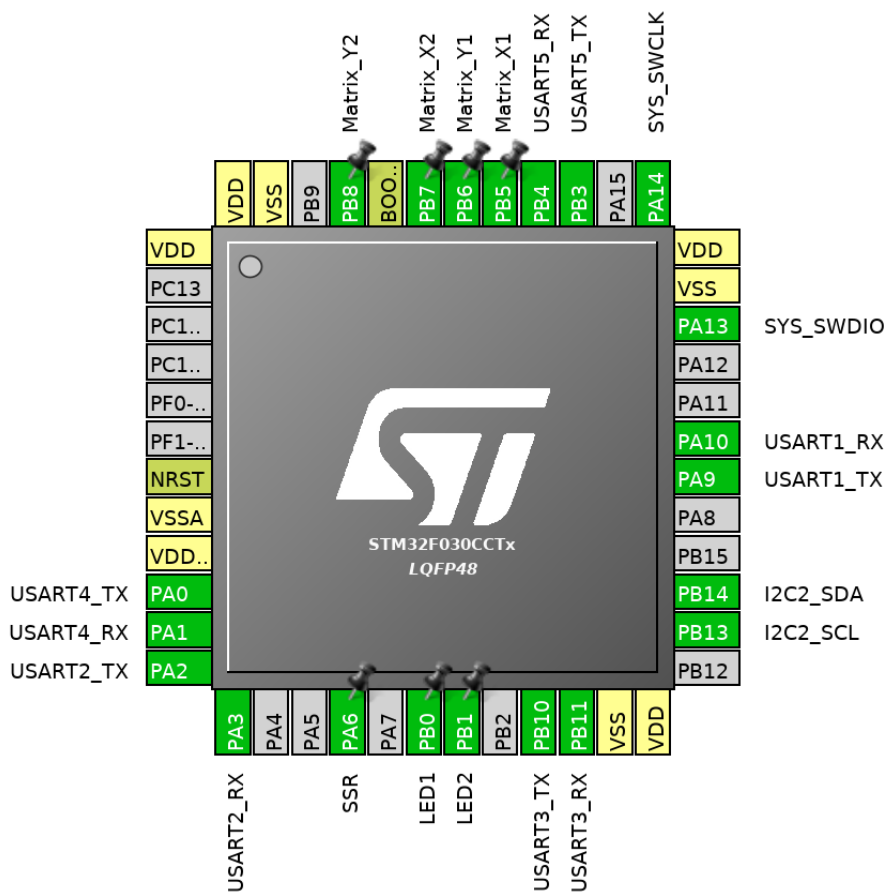 Matrix_Y2
Matrix_X2
Matrix_Y1
Matrix_X1
USART5_RX
USART5_TX
SYS_SWCLK
VDD
VSS
PB9
PB8
BOO..
PB7
PB6
PB5
PB4
PB3
PA15
PA14
VDD
PC13
PC1..
PC1..
PF0-..
PF1-..
NRST
VSSA
VDD..
USART4_TX PA0
USART4_RX PA1
USART2_TX PA2
ST
STM32F030CCTx
LQFP48
VDD
VSS
PA13 SYS_SWDIO
PA12
PA11
PA10 USART1_RX
PA9 USART1_TX
PA8
PB15
PB14 I2C2_SDA
PB13 I2C2_SCL
PB12
PA3
PA4
PA5
PA6
PA7
PB0
PB1
PB2
PB10
PB11
VSS
VDD
USART2_RX
SSR
LED1
LED2
USART3_TX
USART3_RX